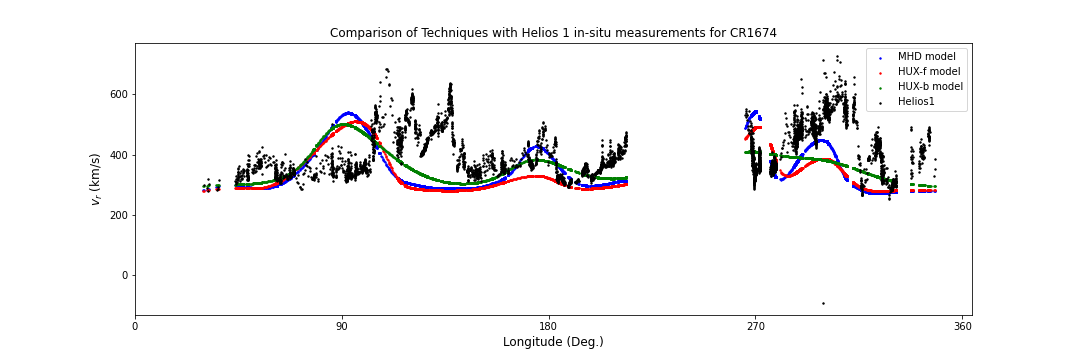 Comparison of Techniques with Helios 1 in-situ measurements for CR1674
MHD model
HUX-f model
HUX-b model
Helios1
600
400
200
0
v_r (km/s)
0 90 180 270 360
Longitude (Deg.)